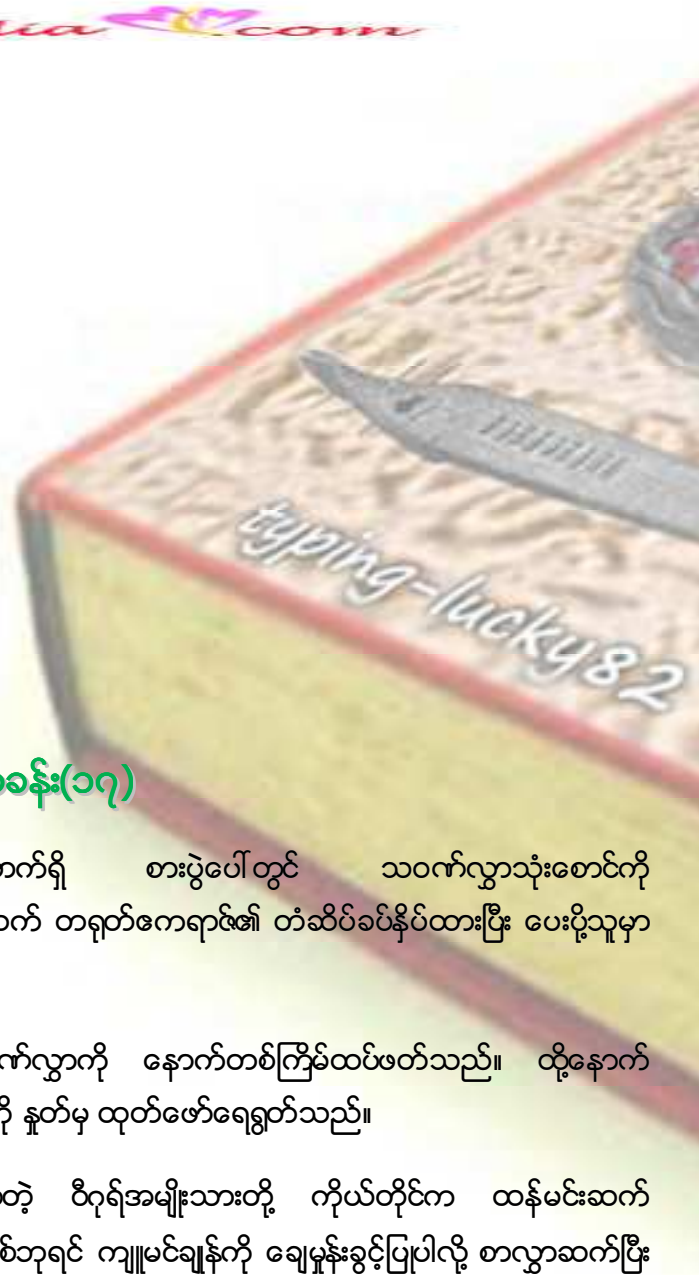 .com
typing-lucky82
ခန်း(၁၇)
စားပွဲပေါ်တွင် သဝဏ်လွှာသုံးစောင်ကို
တရုတ်ဧကရာဇ်၏ တံဆိပ်ခပ်နှိပ်ထားပြီး ပေးပို့သူမှာ
ဏ်လွှာကို နောက်တစ်ကြိမ်ထပ်ဖတ်သည်။ ထို့နောက်
ကို နှုတ်မှ ထုတ်ဖော်ရေရွတ်သည်။
တဲ့ ဝီဂုရ်အမျိုးသားတို့ ကိုယ်တိုင်က ထန်မင်းဆက်
စ်ဘုရင် ကျူမင်ချုန်ကို ချေမှုန်းခွင့်ပြုပါလို့ စာလွှာဆက်ပြီး